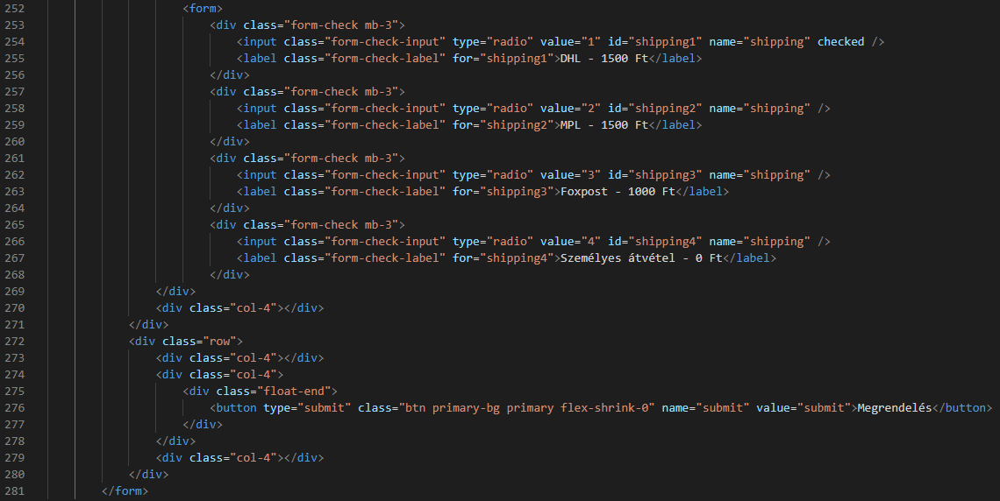 252 <form>
253 <div class="form-check mb-3">
254 <input class="form-check-input" type="radio" value="1" id="shipping1" name="shipping" checked />
255 <label class="form-check-label" for="shipping1">DHL - 1500 Ft</label>
256 </div>
257 <div class="form-check mb-3">
258 <input class="form-check-input" type="radio" value="2" id="shipping2" name="shipping" />
259 <label class="form-check-label" for="shipping2">MPL - 1500 Ft</label>
260 </div>
261 <div class="form-check mb-3">
262 <input class="form-check-input" type="radio" value="3" id="shipping3" name="shipping" />
263 <label class="form-check-label" for="shipping3">Foxpost - 1000 Ft</label>
264 </div>
265 <div class="form-check mb-3">
266 <input class="form-check-input" type="radio" value="4" id="shipping4" name="shipping" />
267 <label class="form-check-label" for="shipping4">Személyes átvétel - 0 Ft</label>
268 </div>
269 </div>
270 <div class="col-4"></div>
271 </div>
272 <div class="row">
273 <div class="col-4"></div>
274 <div class="col-4">
275 <div class="float-end">
276 <button type="submit" class="btn primary-bg primary flex-shrink-0" name="submit" value="submit">Megrendelés</button>
277 </div>
278 </div>
279 <div class="col-4"></div>
280 </div>
281 </form>